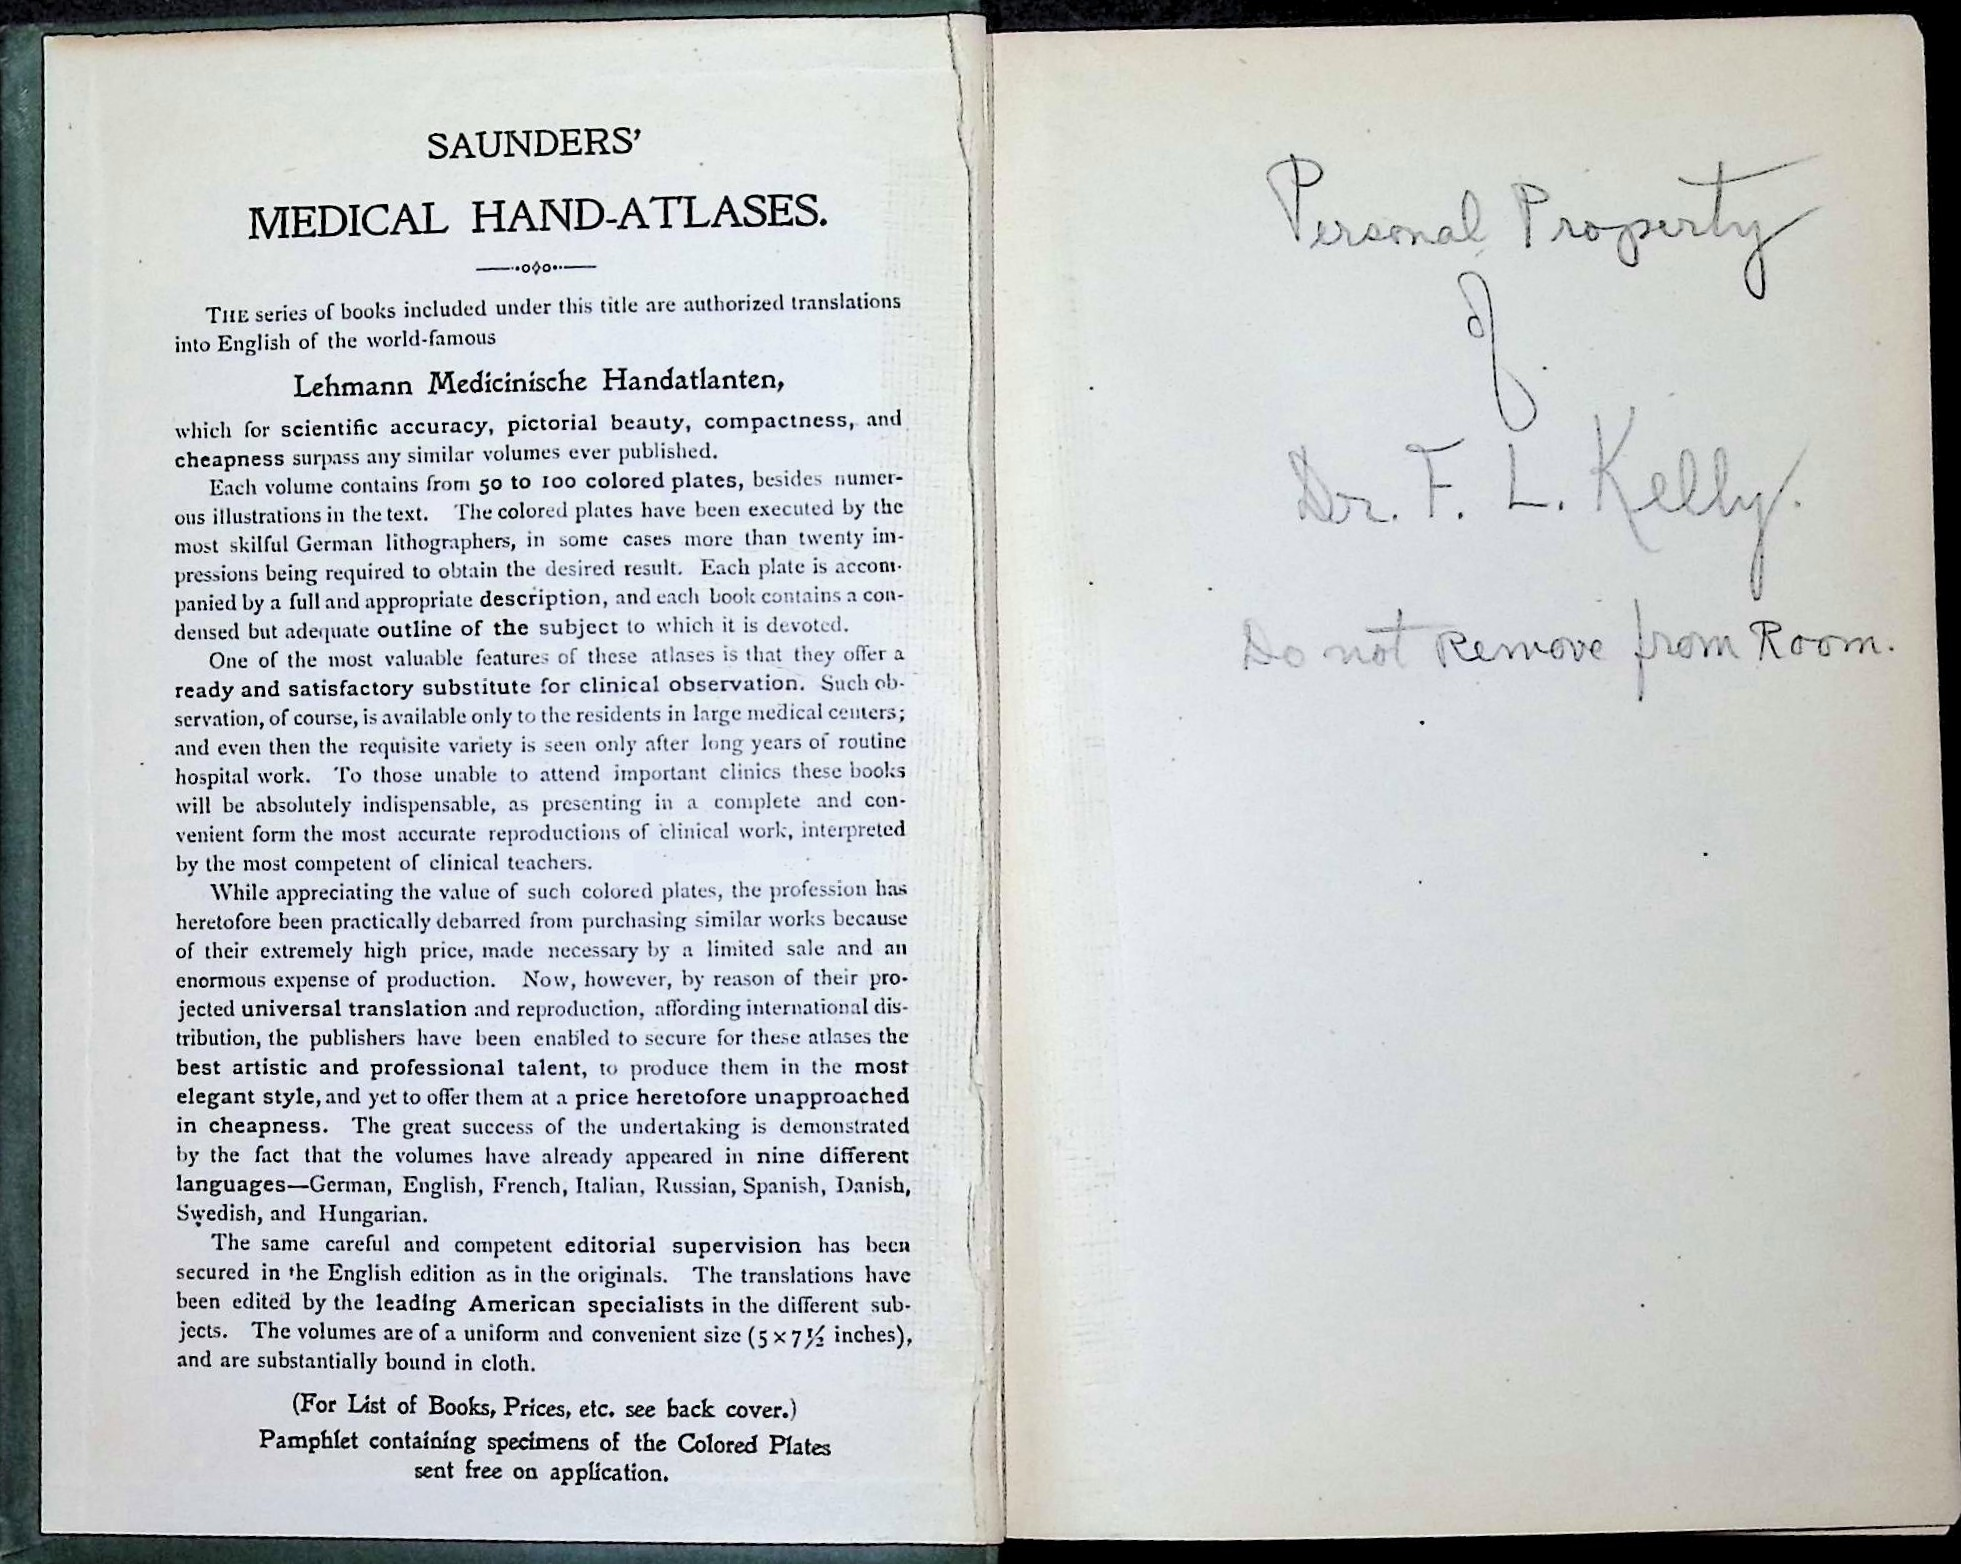 SAUNDERS'
MEDICAL HAND-ATLASES.
THE series of books included under this title are authorized translations
into English of the world-famous
Lehmann Medicinische Handatlanten,
which for scientific accuracy, pictorial beauty, compactness, and
cheapness surpass any similar volumes ever published.
Each volume contains from 50 to 100 colored plates, besides numer-
ous illustrations in the text. The colored plates have been executed by the
most skilful German lithographers, in some cases more than twenty im-
pressions being required to obtain the desired result. Each plate is accom-
panied by a full and appropriate description, and each book contains a con-
densed but adequate outline of the subject to which it is devoted.
One of the most valuable features of these atlases is that they offer a
ready and satisfactory substitute for clinical observation. Such ob-
servation, of course, is available only to the residents in large medical centers;
and even then the requisite variety is seen only after long years of routine
hospital work. To those unable to attend important clinics these books
will be absolutely indispensable, as presenting in a complete and con-
venient form the most accurate reproductions of clinical work, interpreted
by the most competent of clinical teachers.
While appreciating the value of such colored plates, the profession has
heretofore been practically debarred from purchasing similar works because
of their extremely high price, made necessary by a limited sale and an
enormous expense of production. Now, however, by reason of their pro-
jected universal translation and reproduction, affording international dis-
tribution, the publishers have been enabled to secure for these atlases the
best artistic and professional talent, to produce them in the most
elegant style, and yet to offer them at a price heretofore unapproached
in cheapness. The great success of the undertaking is demonstrated
by the fact that the volumes have already appeared in nine different
languages—German, English, French, Italian, Russian, Spanish, Danish,
Swedish, and Hungarian.
The same careful and competent editorial supervision has been
secured in the English edition as in the originals. The translations have
been edited by the leading American specialists in the different sub-
jects. The volumes are of a uniform and convenient size (5 × 7½ inches),
and are substantially bound in cloth.
(For List of Books, Prices, etc. see back cover.)
Pamphlet containing specimens of the Colored Plates
sent free on application.
Personal Property
of
Dr. F. L. Kelly.
Do not Remove from Room.